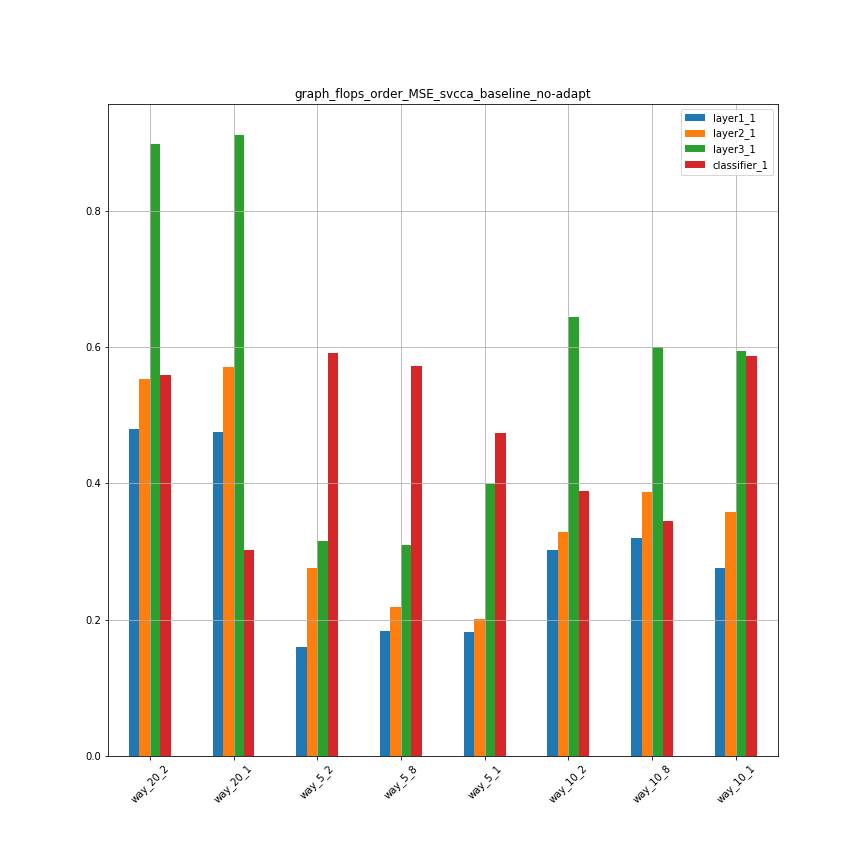 graph_flops_order_MSE_svcca_baseline_no-adapt
layer1_1
layer2_1
layer3_1
classifier_1
0.8
0.6
0.4
0.2
0.0
way_20_2
way_20_1
way_5_2
way_5_8
way_5_1
way_10_2
way_10_8
way_10_1